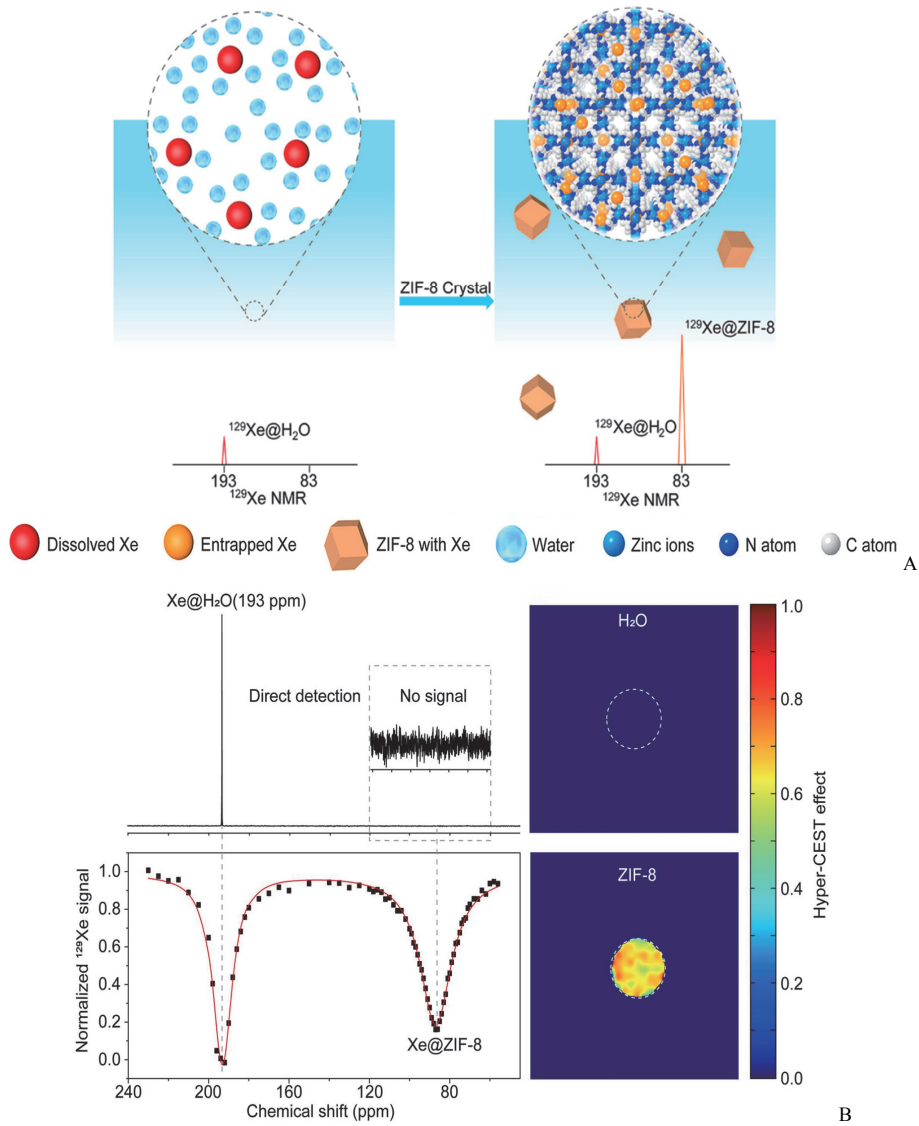 ZIF-8 Crystal
¹²⁹Xe@ZIF-8
¹²⁹Xe@H₂O
193
83
¹²⁹Xe NMR
¹²⁹Xe@H₂O
193
83
¹²⁹Xe NMR
Dissolved Xe
Entrapped Xe
ZIF-8 with Xe
Water
Zinc ions
N atom
C atom
A
Xe@H₂O(193 ppm)
Direct detection
No signal
H₂O
ZIF-8
1.0
0.8
0.6
0.4
0.2
0.0
Hyper-CEST effect
Normalized ¹²⁹Xe signal
1.0
0.8
0.6
0.4
0.2
0.0
Xe@ZIF-8
240
200
160
120
80
Chemical shift (ppm)
B